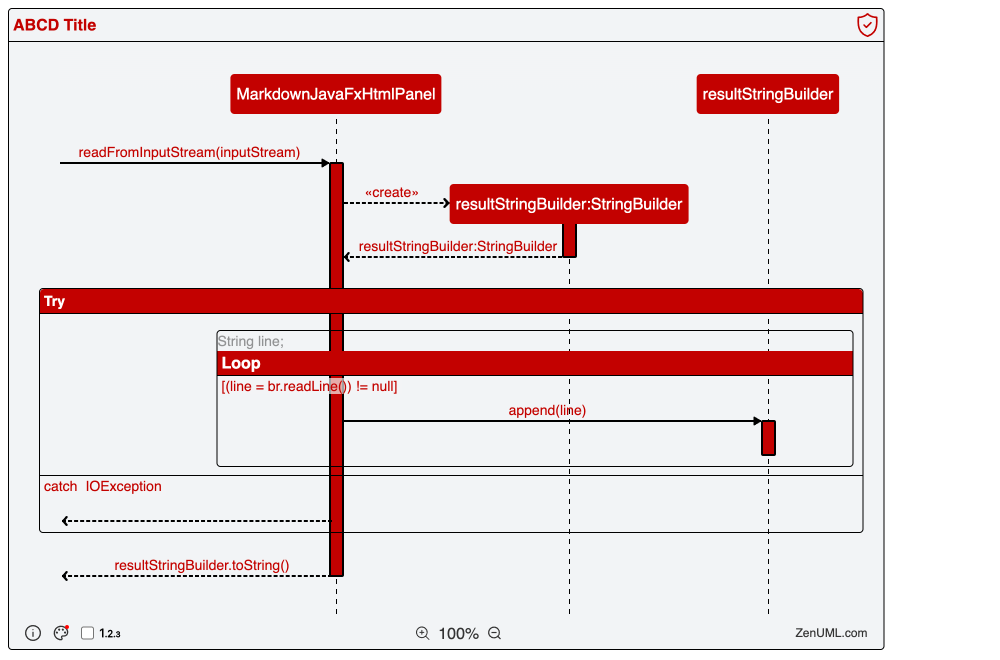 ABCD Title
MarkdownJavaFxHtmlPanel
resultStringBuilder
readFromInputStream(inputStream)
«create»
resultStringBuilder:StringBuilder
resultStringBuilder:StringBuilder
Try
String line;
Loop
[(line = br.readLine()) != null]
append(line)
catch IOException
resultStringBuilder.toString()
1.2.3
100%
ZenUML.com